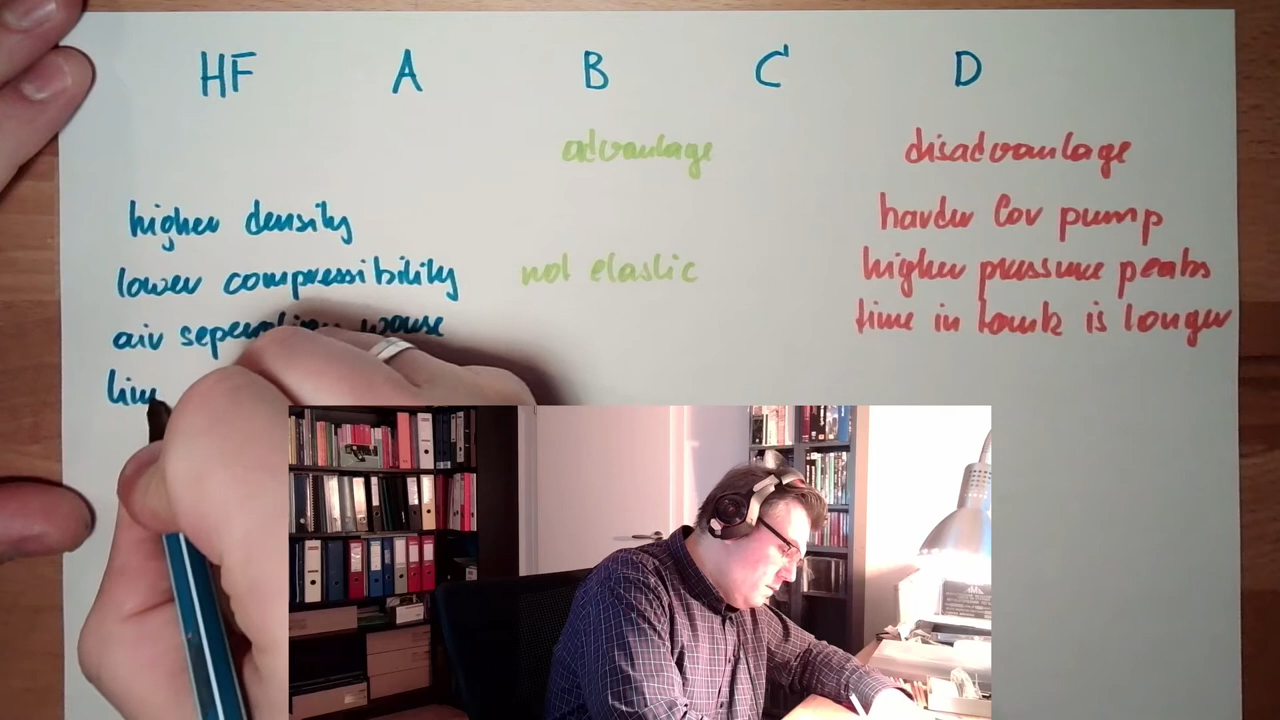 HF A B C D
advantage disadvantage
higher density harder for pump
lower compressibility not elastic higher pressure peaks
air seperation worse time in tank is longer